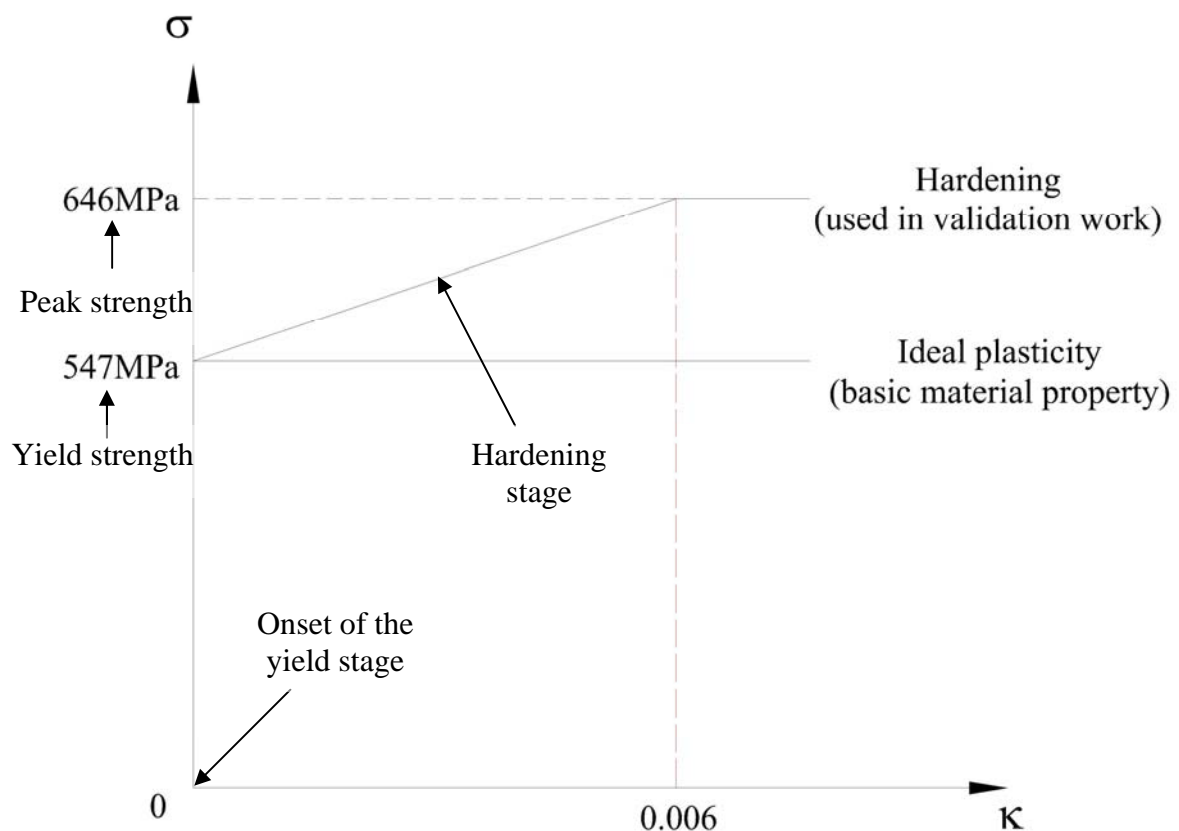 σ
646MPa
Hardening
(used in validation work)
Peak strength
547MPa
Ideal plasticity
(basic material property)
Yield strength
Hardening
stage
Onset of the
yield stage
0
0.006
κ